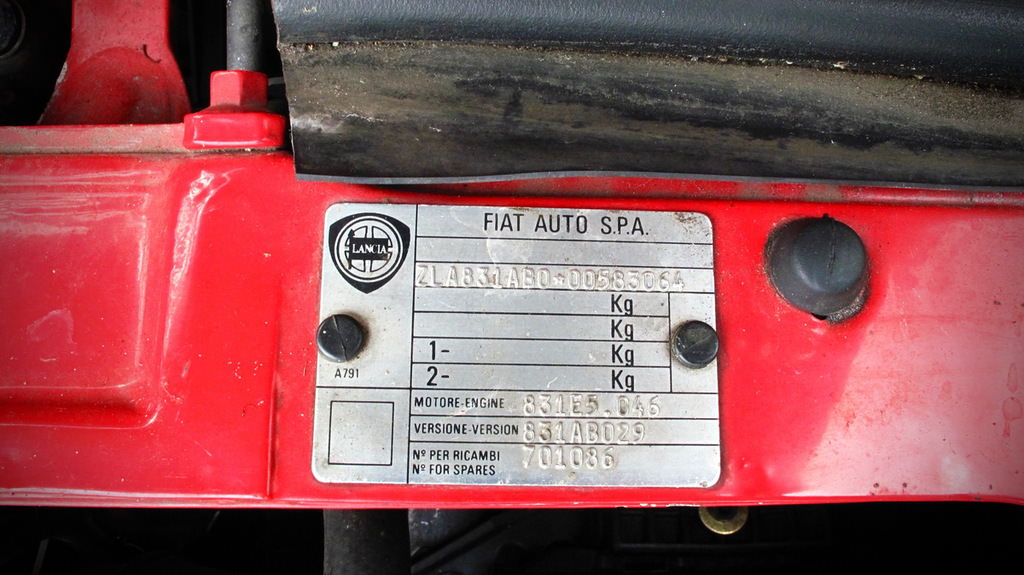 LANCIA
FIAT AUTO S.P.A.
ZLA831AB0*00583064
Kg
Kg
1- Kg
2- Kg
A791
MOTORE-ENGINE 831E5.046
VERSIONE-VERSION 831AB029
Nº PER RICAMBI 701086
Nº FOR SPARES